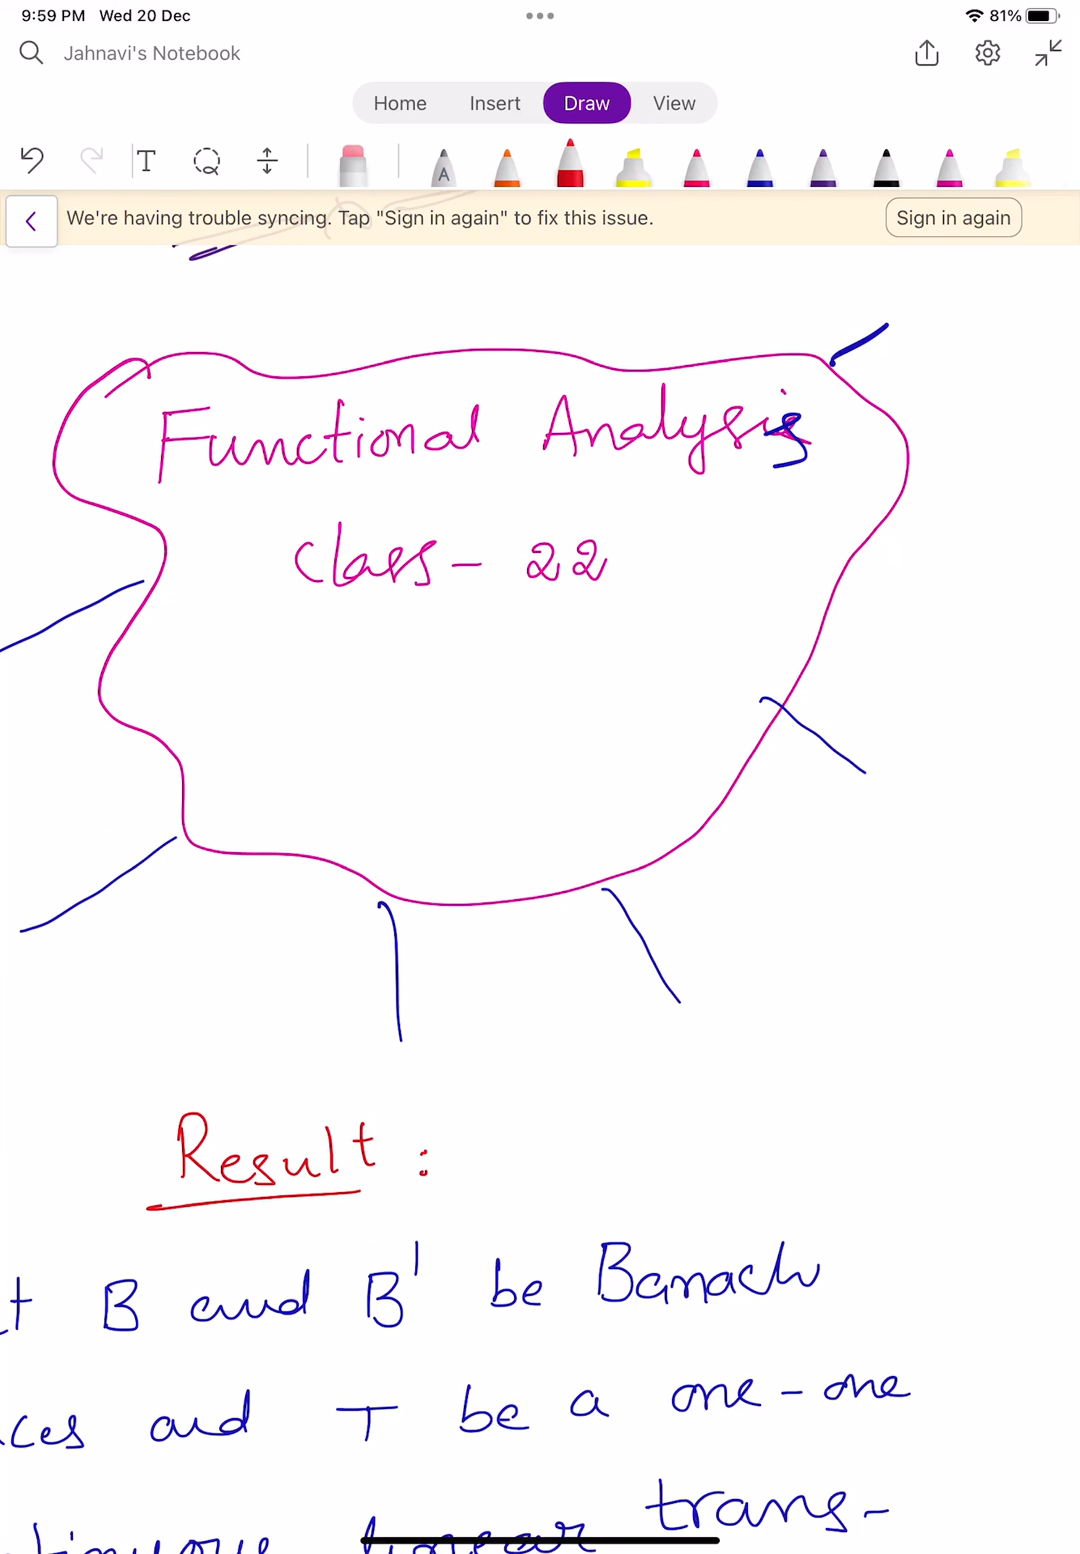 9:59 PM Wed 20 Dec
81%
Jahnavi's Notebook
Home Insert Draw View
T
A
We're having trouble syncing. Tap "Sign in again" to fix this issue.
Sign in again
Functional Analysis
Class - 22
Result :
B and B' be Banach
and T be a one-one
linear trans-